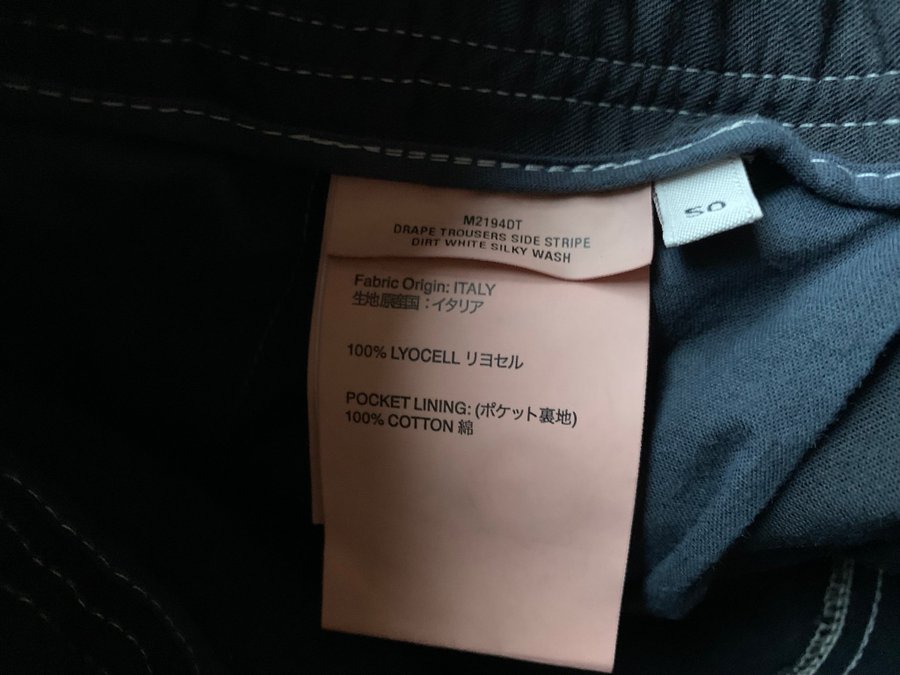 M2194DT
DRAPE TROUSERS SIDE STRIPE
DIRT WHITE SILKY WASH
50
Fabric Origin: ITALY
生地原産国：イタリア
100% LYOCELL リヨセル
POCKET LINING: (ポケット裏地)
100% COTTON 綿